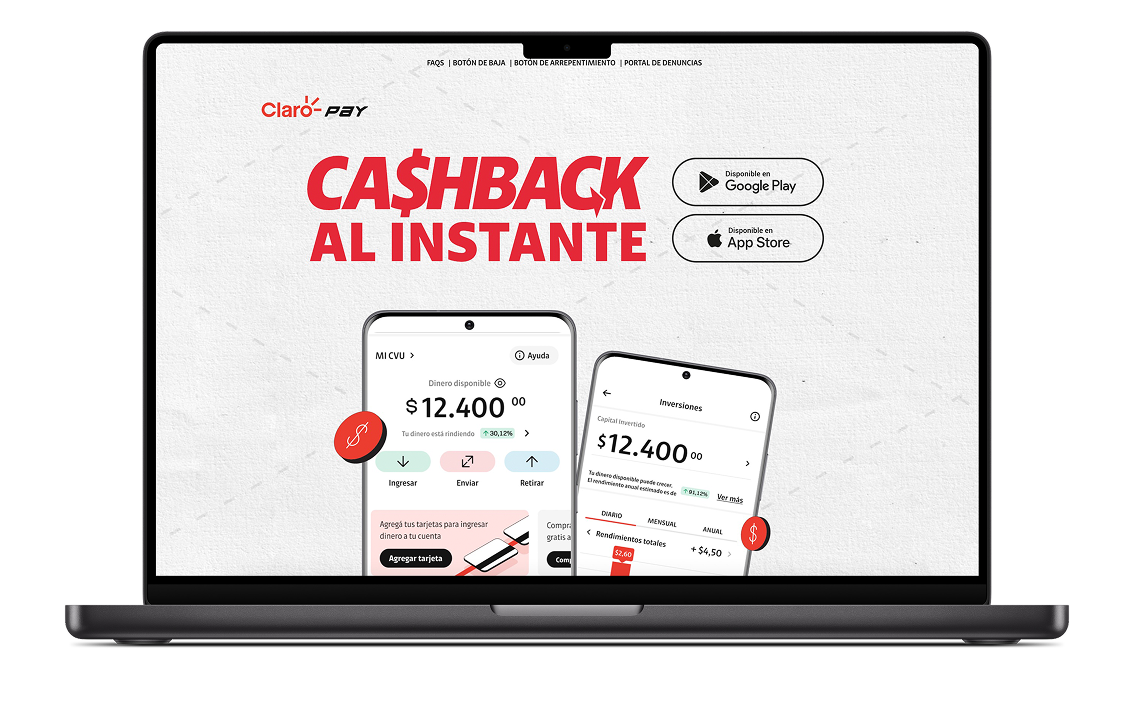 FAQS | BOTÓN DE BAJA | BOTÓN DE ARREPENTIMIENTO | PORTAL DE DENUNCIAS
Claro-pay
CA$HBACK
AL INSTANTE
Disponible en
Google Play
Disponible en
App Store
MI CVU >
Ayuda
Dinero disponible
$12.400 00
Tu dinero está rindiendo ↑30,12% >
Ingresar
Enviar
Retirar
Agregá tus tarjetas para ingresar
dinero a tu cuenta
Agregar tarjeta
Compra
gratis a
Comp
Inversiones
Capital Invertido
$12.400 00
Tu dinero disponible puede crecer.
El rendimiento anual estimado es de ↑91,12% Ver más
DIARIO MENSUAL ANUAL
< Rendimientos totales + $4,50 >
$2,60